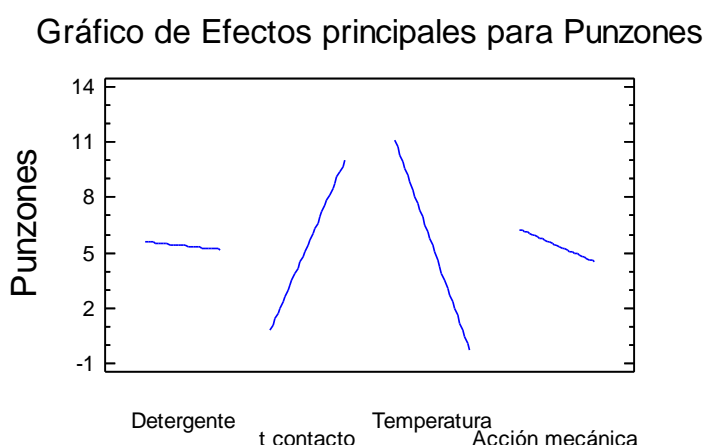 Gráfico de Efectos principales para Punzones
Punzones
14
11
8
5
2
-1
Detergente
t contacto
Temperatura
Acción mecánica